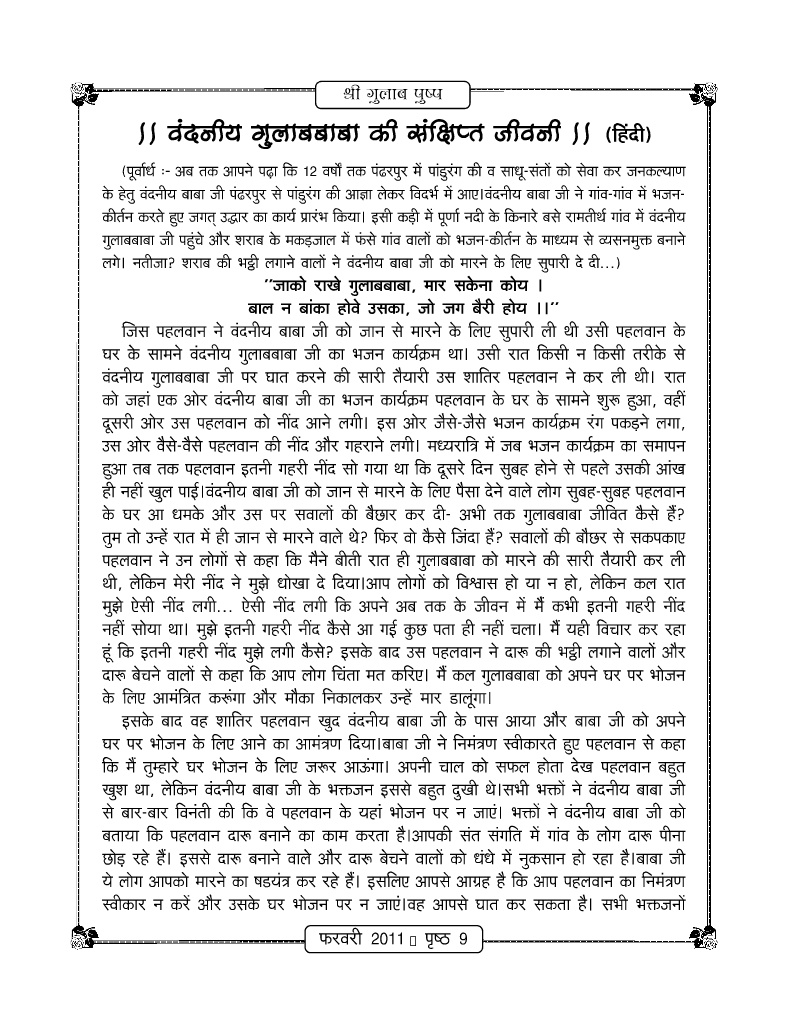 श्री गुलाब पुष्प
।। वंदनीय गुलाबबाबा की संक्षिप्त जीवनी ।। (हिंदी)
(पूर्वार्ध :- अब तक आपने पढ़ा कि 12 वर्षों तक पंढरपुर में पांडुरंग की व साधू-संतों को सेवा कर जनकल्याण
के हेतु वंदनीय बाबा जी पंढरपुर से पांडुरंग की आज्ञा लेकर विदर्भ में आए।वंदनीय बाबा जी ने गांव-गांव में भजन-
कीर्तन करते हुए जगत् उद्धार का कार्य प्रारंभ किया। इसी कड़ी में पूर्णा नदी के किनारे बसे रामतीर्थ गांव में वंदनीय
गुलाबबाबा जी पहुंचे और शराब के मकड़जाल में फंसे गांव वालों को भजन-कीर्तन के माध्यम से व्यसनमुक्त बनाने
लगे। नतीजा? शराब की भट्ठी लगाने वालों ने वंदनीय बाबा जी को मारने के लिए सुपारी दे दी...)
‘‘जाको राखे गुलाबबाबा, मार सकेना कोय ।
बाल न बांका होवे उसका, जो जग बैरी होय ।।’’
जिस पहलवान ने वंदनीय बाबा जी को जान से मारने के लिए सुपारी ली थी उसी पहलवान के
घर के सामने वंदनीय गुलाबबाबा जी का भजन कार्यक्रम था। उसी रात किसी न किसी तरीके से
वंदनीय गुलाबबाबा जी पर घात करने की सारी तैयारी उस शातिर पहलवान ने कर ली थी। रात
को जहां एक ओर वंदनीय बाबा जी का भजन कार्यक्रम पहलवान के घर के सामने शुरू हुआ, वहीं
दूसरी ओर उस पहलवान को नींद आने लगी। इस ओर जैसे-जैसे भजन कार्यक्रम रंग पकड़ने लगा,
उस ओर वैसे-वैसे पहलवान की नींद और गहराने लगी। मध्यरात्रि में जब भजन कार्यक्रम का समापन
हुआ तब तक पहलवान इतनी गहरी नींद सो गया था कि दूसरे दिन सुबह होने से पहले उसकी आंख
ही नहीं खुल पाई।वंदनीय बाबा जी को जान से मारने के लिए पैसा देने वाले लोग सुबह-सुबह पहलवान
के घर आ धमके और उस पर सवालों की बैछार कर दी- अभी तक गुलाबबाबा जीवित कैसे हैं?
तुम तो उन्हें रात में ही जान से मारने वाले थे? फिर वो कैसे जिंदा हैं? सवालों की बौछर से सकपकाए
पहलवान ने उन लोगों से कहा कि मैने बीती रात ही गुलाबबाबा को मारने की सारी तैयारी कर ली
थी, लेकिन मेरी नींद ने मुझे धोखा दे दिया।आप लोगों को विश्वास हो या न हो, लेकिन कल रात
मुझे ऐसी नींद लगी... ऐसी नींद लगी कि अपने अब तक के जीवन में मैं कभी इतनी गहरी नींद
नहीं सोया था। मुझे इतनी गहरी नींद कैसे आ गई कुछ पता ही नहीं चला। मैं यही विचार कर रहा
हूं कि इतनी गहरी नींद मुझे लगी कैसे? इसके बाद उस पहलवान ने दारू की भट्ठी लगाने वालों और
दारू बेचने वालों से कहा कि आप लोग चिंता मत करिए। मैं कल गुलाबबाबा को अपने घर पर भोजन
के लिए आमंत्रित करुंगा और मौका निकालकर उन्हें मार डालूंगा।
इसके बाद वह शातिर पहलवान खुद वंदनीय बाबा जी के पास आया और बाबा जी को अपने
घर पर भोजन के लिए आने का आमंत्रण दिया।बाबा जी ने निमंत्रण स्वीकारते हुए पहलवान से कहा
कि मैं तुम्हारे घर भोजन के लिए जरूर आऊंगा। अपनी चाल को सफल होता देख पहलवान बहुत
खुश था, लेकिन वंदनीय बाबा जी के भक्तजन इससे बहुत दुखी थे।सभी भक्तों ने वंदनीय बाबा जी
से बार-बार विनंती की कि वे पहलवान के यहां भोजन पर न जाएं। भक्तों ने वंदनीय बाबा जी को
बताया कि पहलवान दारू बनाने का काम करता है।आपकी संत संगति में गांव के लोग दारू पीना
छोड़ रहे हैं। इससे दारू बनाने वाले और दारू बेचने वालों को धंधे में नुकसान हो रहा है।बाबा जी
ये लोग आपको मारने का षडयंत्र कर रहे हैं। इसलिए आपसे आग्रह है कि आप पहलवान का निमंत्रण
स्वीकार न करें और उसके घर भोजन पर न जाएं।वह आपसे घात कर सकता है। सभी भक्तजनों
फरवरी 2011 ▯ पृष्ठ 9